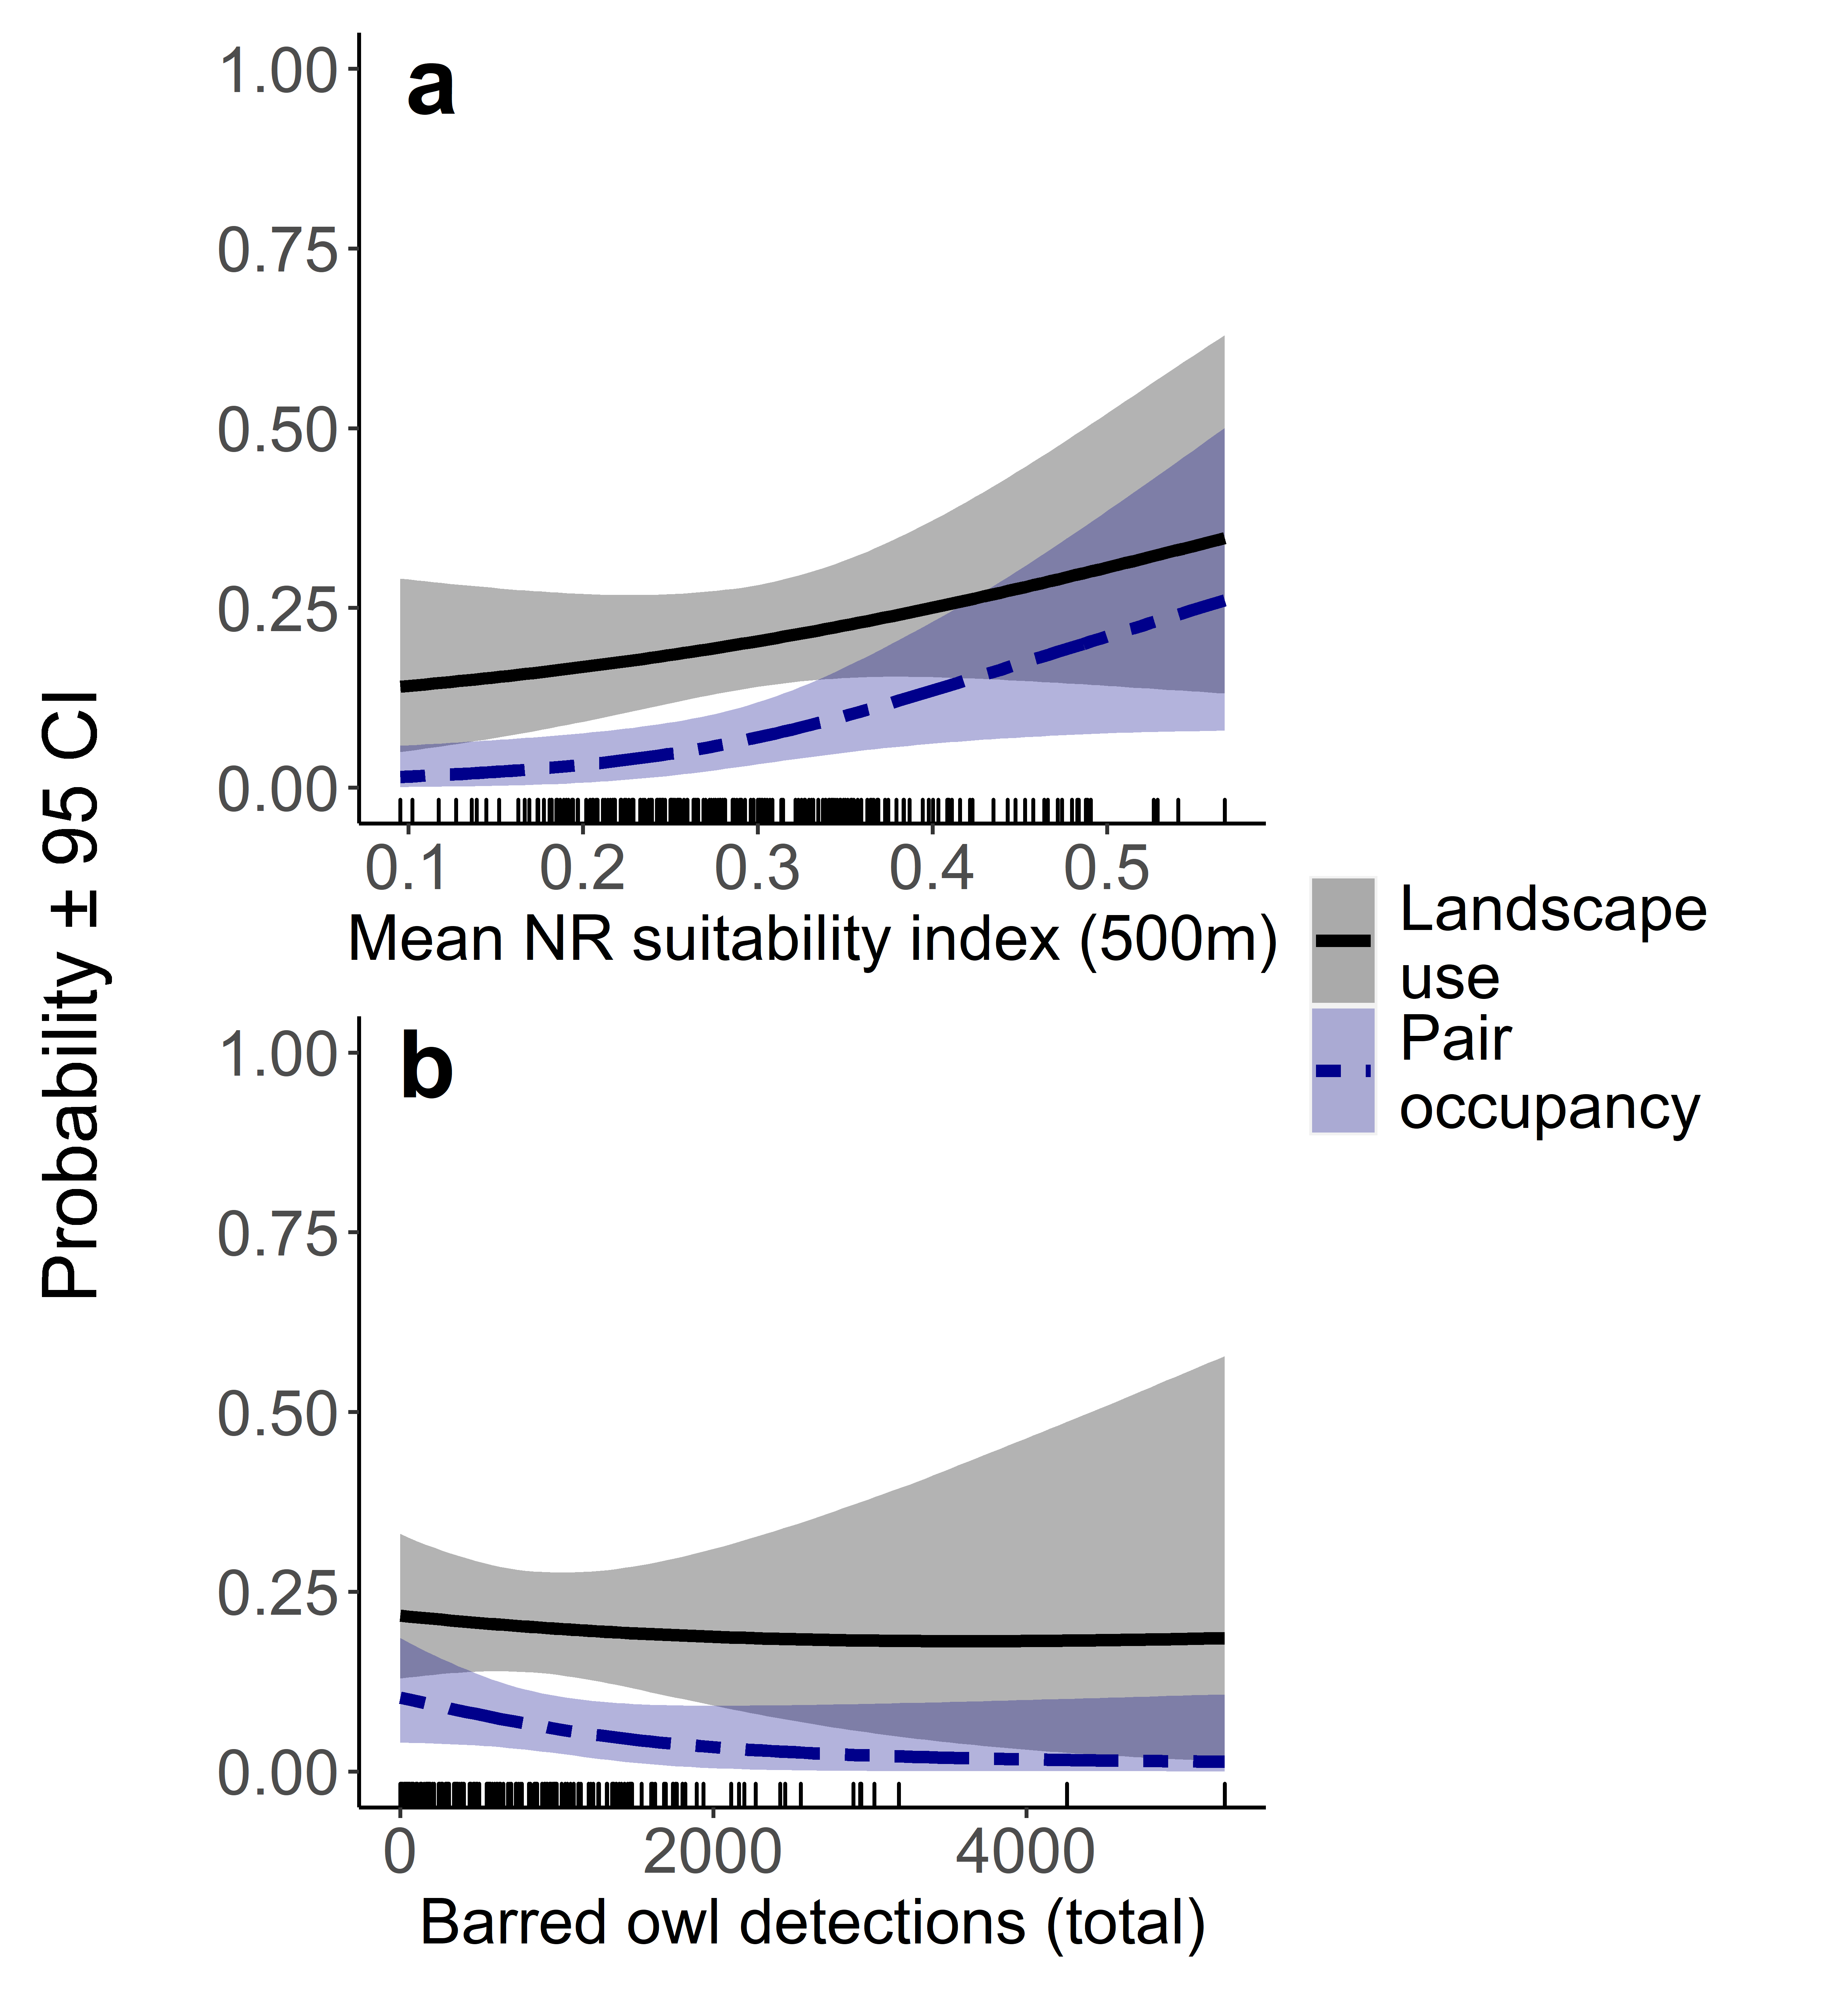 Probability ± 95 CI
a
1.00
0.75
0.50
0.25
0.00
0.1 0.2 0.3 0.4 0.5
Mean NR suitability index (500m)
Landscape
use
Pair
occupancy
b
1.00
0.75
0.50
0.25
0.00
0 2000 4000
Barred owl detections (total)